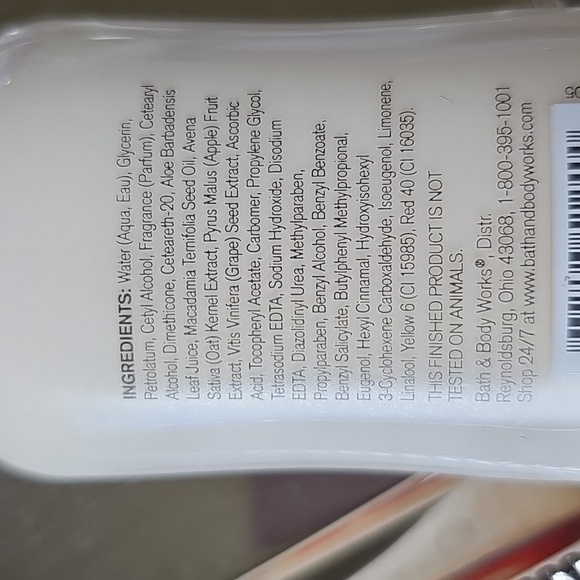 INGREDIENTS: Water (Aqua, Eau), Glycerin,
Petrolatum, Cetyl Alcohol, Fragrance (Parfum), Cetearyl
Alcohol, Dimethicone, Ceteareth-20, Aloe Barbadensis
Leaf Juice, Macadamia Ternifolia Seed Oil, Avena
Sativa (Oat) Kernel Extract, Pyrus Malus (Apple) Fruit
Extract, Vitis Vinifera (Grape) Seed Extract, Ascorbic
Acid, Tocopheryl Acetate, Carbomer, Propylene Glycol,
Tetrasodium EDTA, Sodium Hydroxide, Disodium
EDTA, Diazolidinyl Urea, Methylparaben,
Propylparaben, Benzyl Alcohol, Benzyl Benzoate,
Benzyl Salicylate, Butylphenyl Methylpropional,
Eugenol, Hexyl Cinnamal, Hydroxyisohexyl
3-Cyclohexene Carboxaldehyde, Isoeugenol, Limonene,
Linalool, Yellow 6 (CI 15985), Red 40 (CI 16035).
THIS FINISHED PRODUCT IS NOT
TESTED ON ANIMALS.
Bath & Body Works®, Distr.
Reynoldsburg, Ohio 43068, 1-800-395-1001
Shop 24/7 at www.bathandbodyworks.com